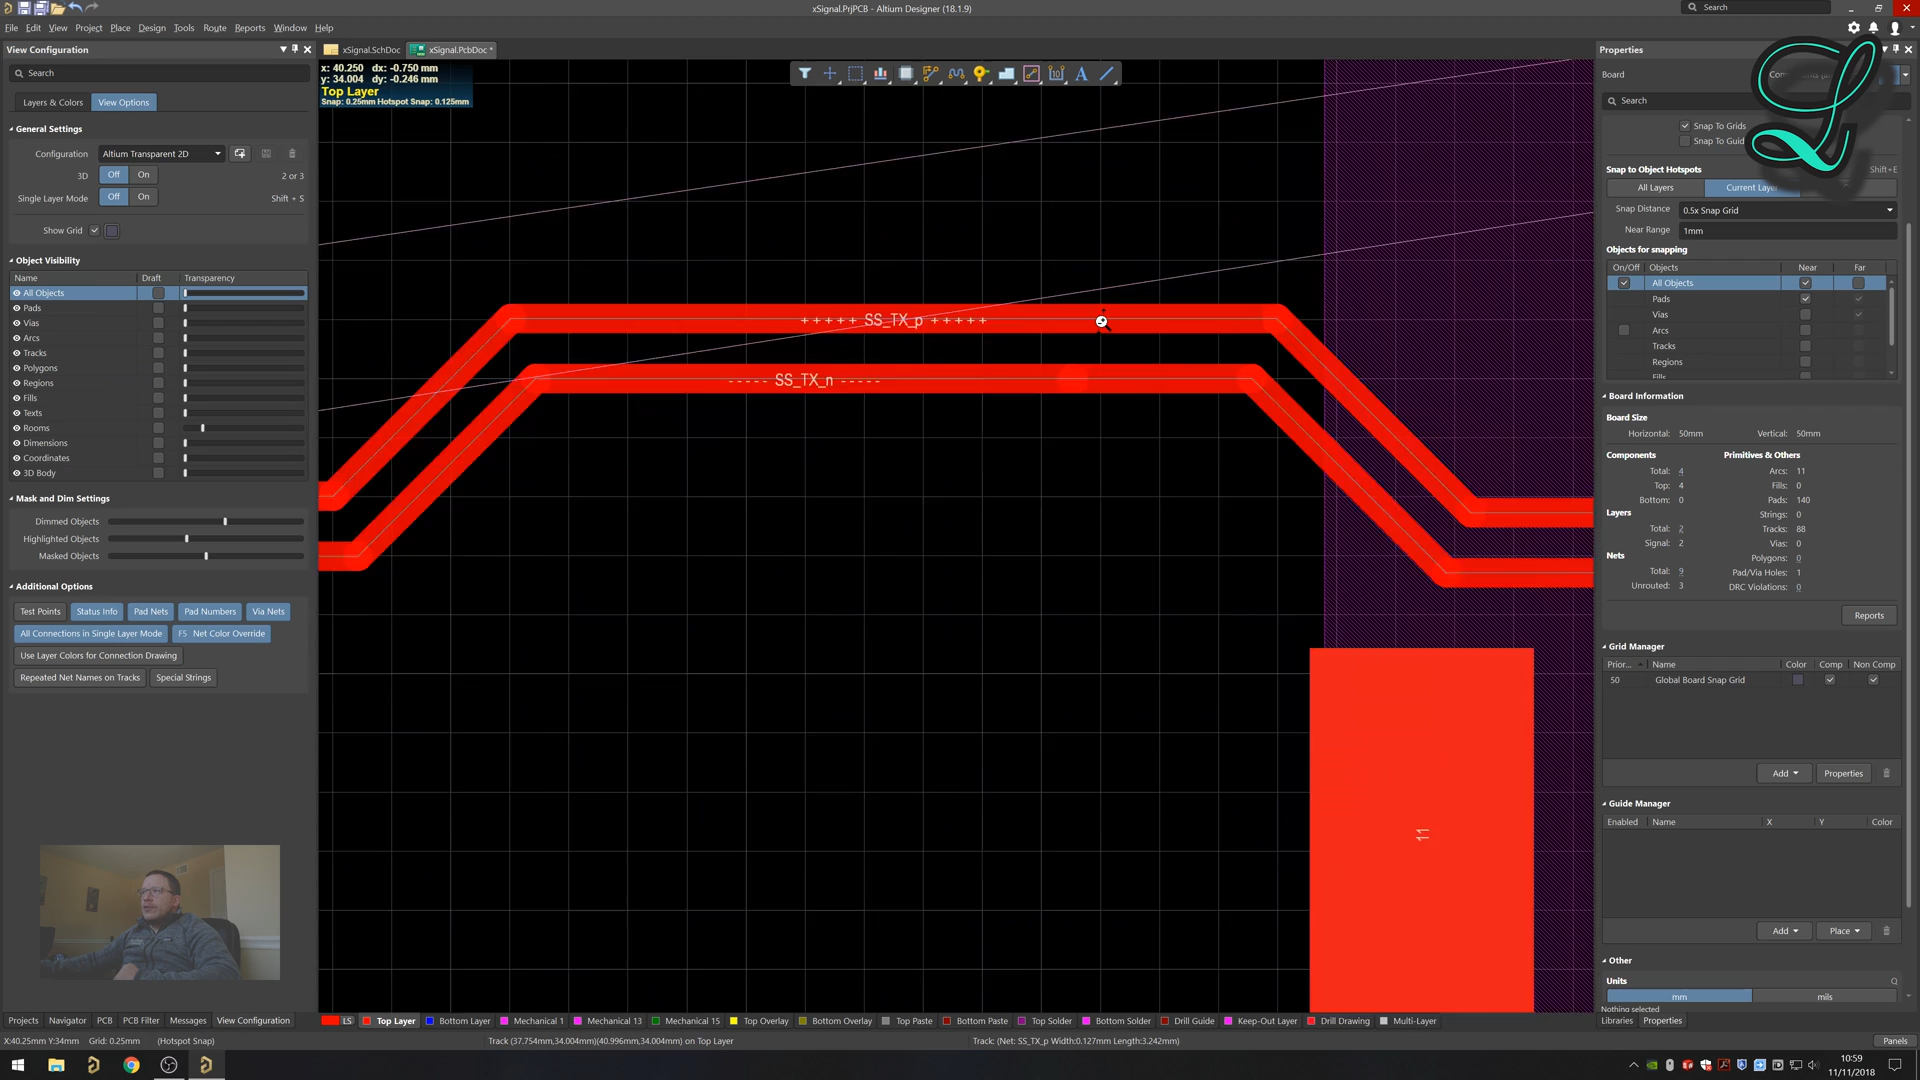 xSignal.PrjPCB - Altium Designer (18.1.9)
Search
File Edit View Project Place Design Tools Route Reports Window Help
View Configuration
xSignal.SchDoc
xSignal.PcbDoc *
Properties
x: 40.250 dx: -0.750 mm
y: 34.004 dy: -0.246 mm
Top Layer
Snap: 0.25mm Hotspot Snap: 0.125mm
Search
Layers & Colors
View Options
General Settings
Configuration
Altium Transparent 2D
3D
Off
On
2 or 3
Single Layer Mode
Off
On
Shift + S
Show Grid
Object Visibility
Name
Draft
Transparency
All Objects
Pads
Vias
Arcs
Tracks
Polygons
Regions
Fills
Texts
Rooms
Dimensions
Coordinates
3D Body
Mask and Dim Settings
Dimmed Objects
Highlighted Objects
Masked Objects
Additional Options
Test Points
Status Info
Pad Nets
Pad Numbers
Via Nets
All Connections in Single Layer Mode
F5 Net Color Override
Use Layer Colors for Connection Drawing
Repeated Net Names on Tracks
Special Strings
+ + + + + SS_TX_p + + + + +
- - - - - SS_TX_n - - - - -
11
Board
Search
Snap To Grids
Snap To Guid
Snap to Object Hotspots
Shift+E
All Layers
Current Laye
Snap Distance
0.5x Snap Grid
Near Range
1mm
Objects for snapping
On/Off
Objects
Near
Far
All Objects
Pads
Vias
Arcs
Tracks
Regions
Fills
Board Information
Board Size
Horizontal: 50mm
Vertical: 50mm
Components
Primitives & Others
Total: 4
Arcs: 11
Top: 4
Fills: 0
Bottom: 0
Pads: 140
Layers
Strings: 0
Total: 2
Tracks: 88
Signal: 2
Vias: 0
Nets
Polygons: 0
Total: 9
Pad/Via Holes: 1
Unrouted: 3
DRC Violations: 0
Reports
Grid Manager
Prior...
Name
Color
Comp
Non Comp
50
Global Board Snap Grid
Add
Properties
Guide Manager
Enabled
Name
X
Y
Color
Add
Place
Other
Units
mm
mils
Nothing selected
Libraries
Properties
Projects
Navigator
PCB
PCB Filter
Messages
View Configuration
LS
Top Layer
Bottom Layer
Mechanical 1
Mechanical 13
Mechanical 15
Top Overlay
Bottom Overlay
Top Paste
Bottom Paste
Top Solder
Bottom Solder
Drill Guide
Keep-Out Layer
Drill Drawing
Multi-Layer
X:40.25mm Y:34mm
Grid: 0.25mm
(Hotspot Snap)
Track (37.754mm,34.004mm)(40.996mm,34.004mm) on Top Layer
Track: (Net: SS_TX_p Width:0.127mm Length:3.242mm)
Panels
10:59
11/11/2018